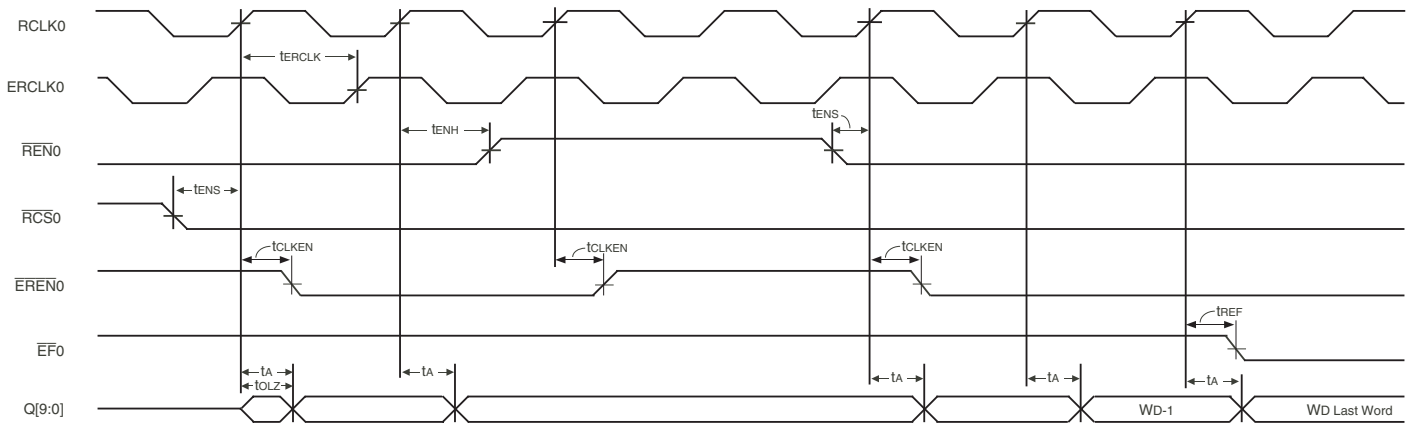 RCLK0
tERCLK
ERCLK0
tENH
tENS
REN0
tENS
RCS0
tCLKEN
tCLKEN
tCLKEN
EREN0
tREF
EF0
tA
tOLZ
tA
tA
tA
tA
Q[9:0]
WD-1
WD Last Word